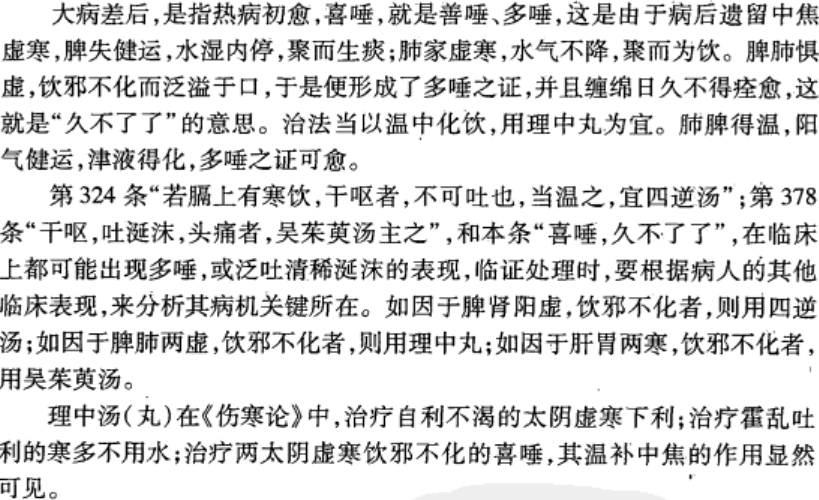 大病差后，是指热病初愈，喜唾，就是善唾、多唾，这是由于病后遗留中焦
虚寒，脾失健运，水湿内停，聚而生痰；肺家虚寒，水气不降，聚而为饮。脾肺惧
虚，饮邪不化而泛溢于口，于是便形成了多唾之证，并且缠绵日久不得痊愈，这
就是“久不了了”的意思。治法当以温中化饮，用理中丸为宜。肺脾得温，阳
气健运，津液得化，多唾之证可愈。
第 324 条“若膈上有寒饮，干呕者，不可吐也，当温之，宜四逆汤”；第 378
条“干呕，吐涎沫，头痛者，吴茱萸汤主之”，和本条“喜唾，久不了了”，在临床
上都可能出现多唾，或泛吐清稀涎沫的表现，临证处理时，要根据病人的其他
临床表现，来分析其病机关键所在。如因于脾肾阳虚，饮邪不化者，则用四逆
汤；如因于脾肺两虚，饮邪不化者，则用理中丸；如因于肝胃两寒，饮邪不化者，
用吴茱萸汤。
理中汤（丸）在《伤寒论》中，治疗自利不渴的太阴虚寒下利；治疗霍乱吐
利的寒多不用水；治疗两太阴虚寒饮邪不化的喜唾，其温补中焦的作用显然
可见。